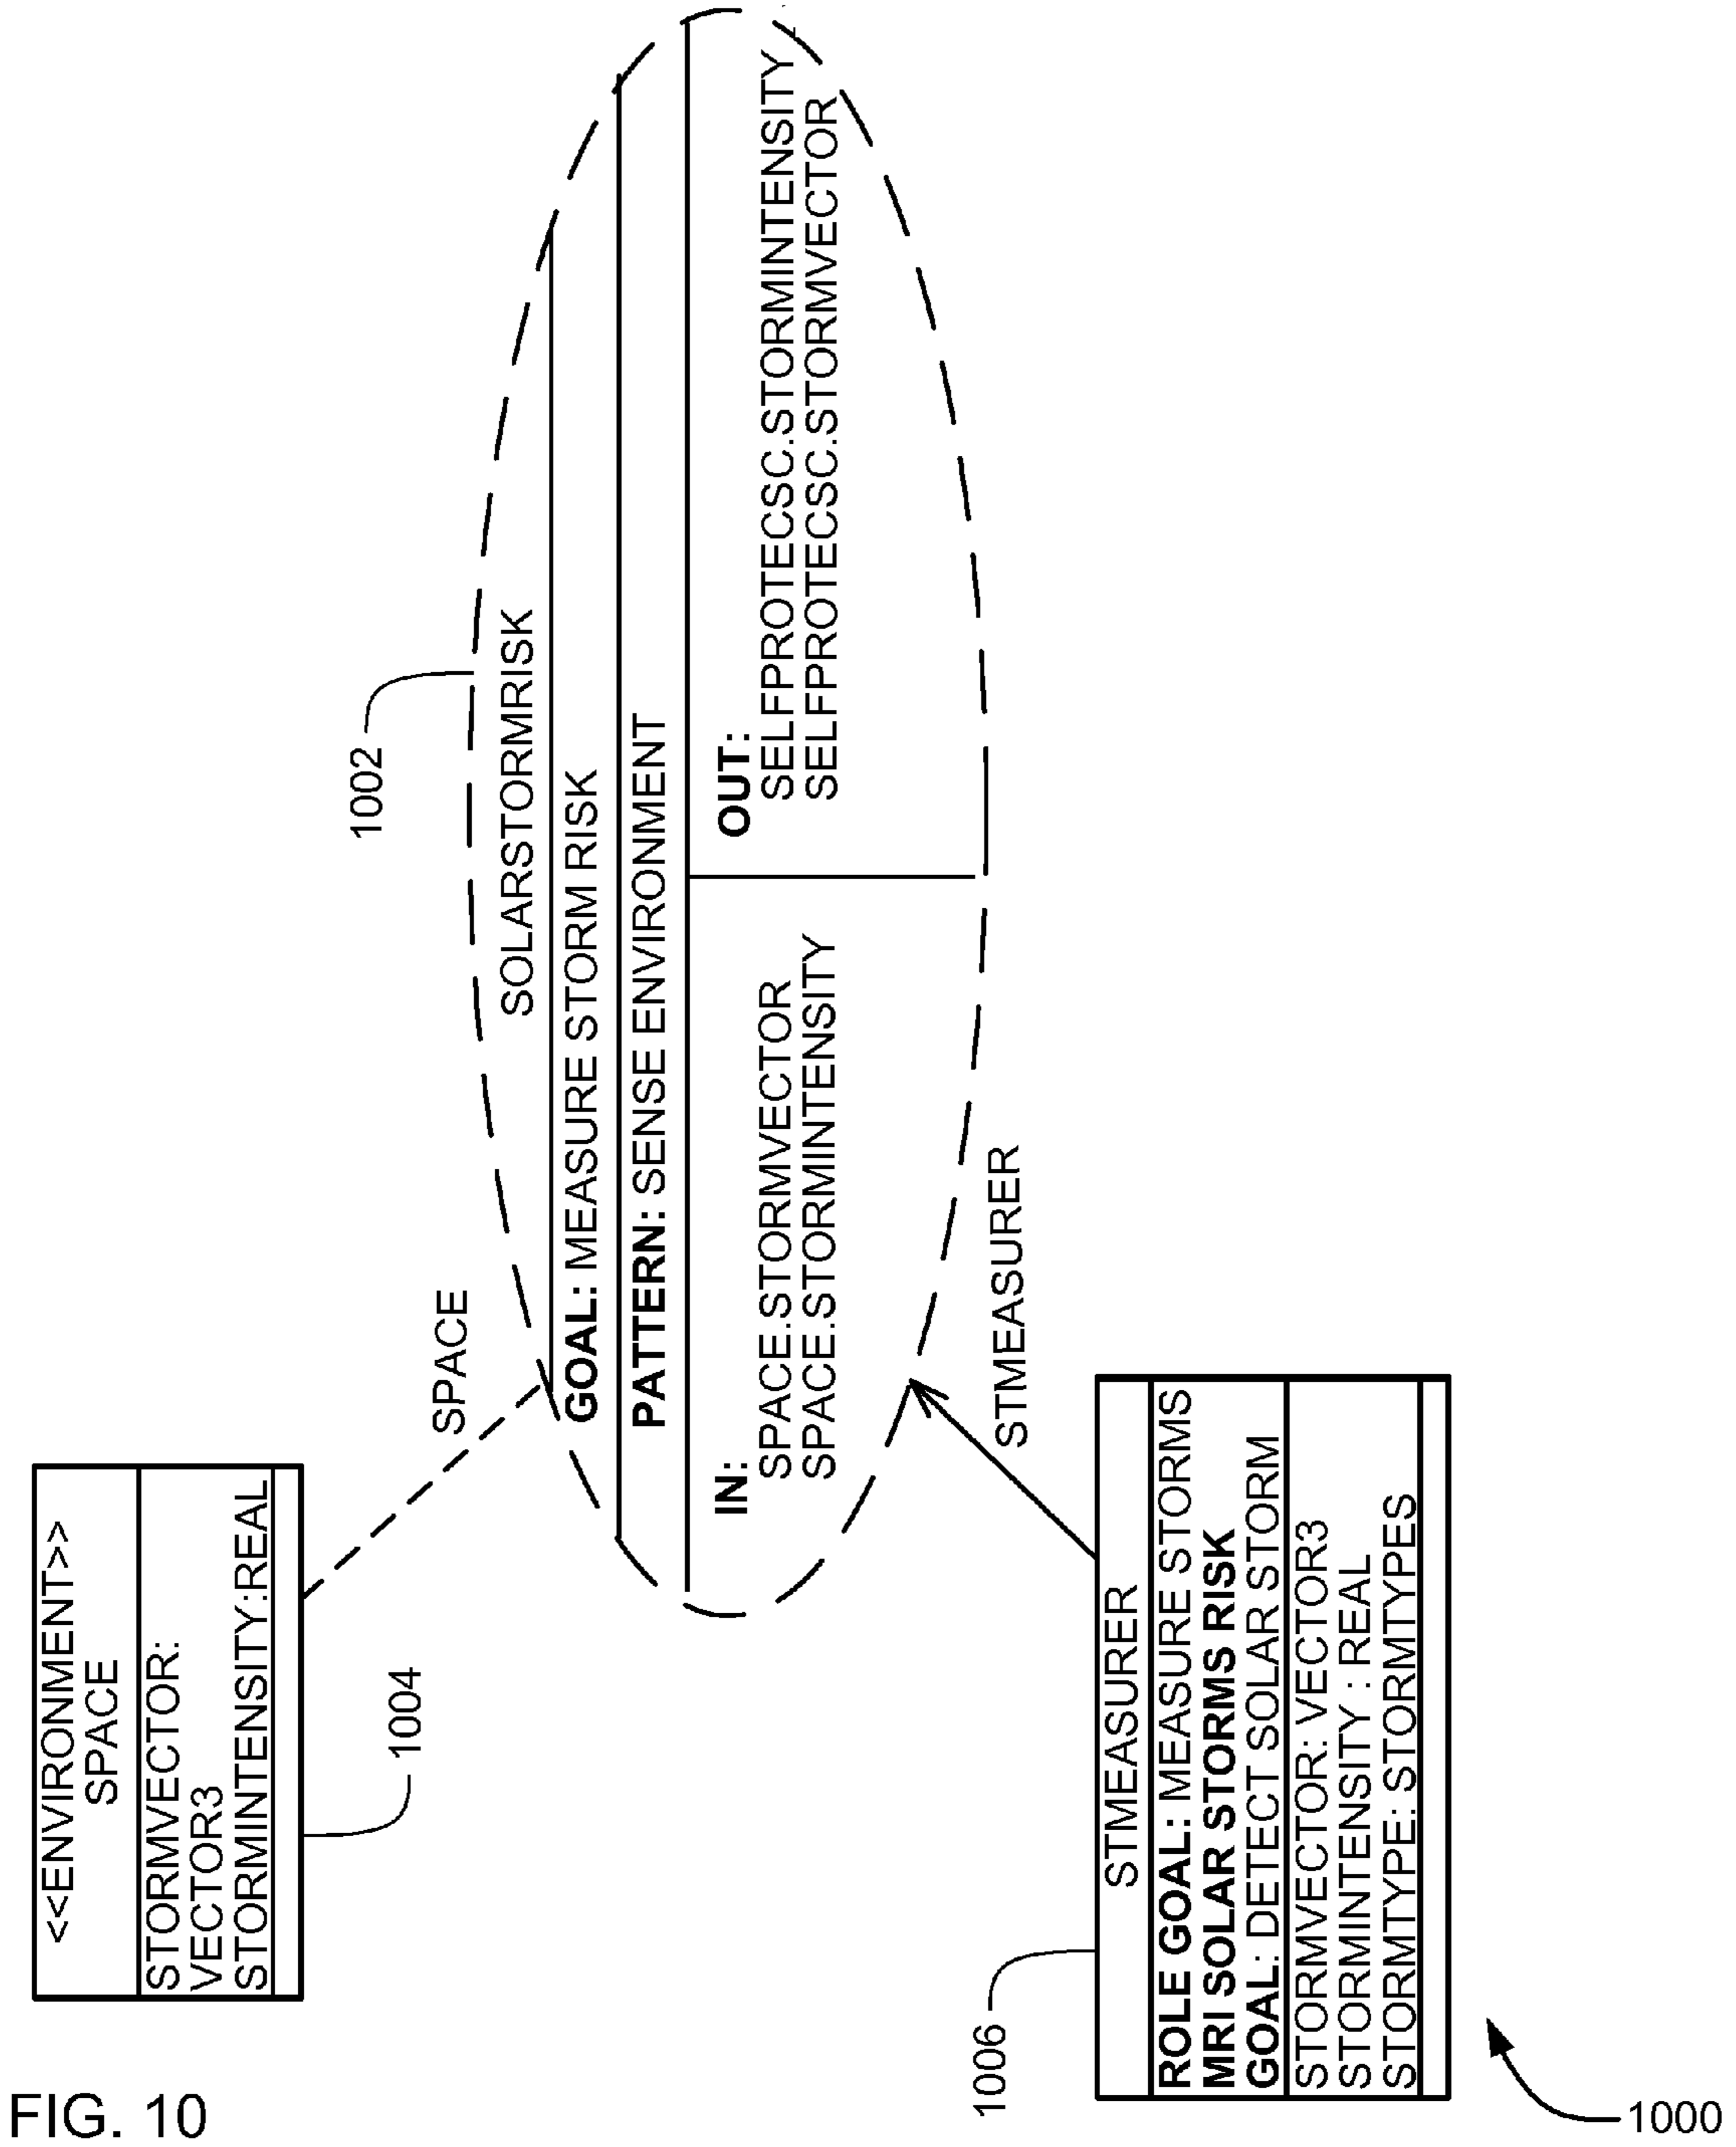 FIG. 10
<<ENVIRONMENT>>
SPACE
STORMVECTOR:
VECTOR3
STORMINTENSITY:REAL
1004
SPACE
1002
SOLARSTORMRISK
GOAL: MEASURE STORM RISK
PATTERN: SENSE ENVIRONMENT
IN:
SPACE.STORMVECTOR
SPACE.STORMINTENSITY
OUT:
SELFPROTECSC.STORMINTENSITY
SELFPROTECSC.STORMVECTOR
STMEASURER
1006
STMEASURER
ROLE GOAL: MEASURE STORMS
MRI SOLAR STORMS RISK
GOAL: DETECT SOLAR STORM
STORMVECTOR: VECTOR3
STORMINTENSITY : REAL
STORMTYPE: STORMTYPES
1000